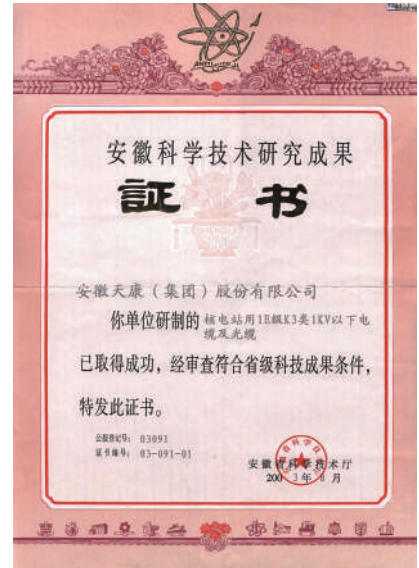 安徽科学技术研究成果
証 书
安徽天康（集团）股份有限公司
你单位研制的 核电站用1E级K3类1KV以下电
缆及光缆
已取得成功，经审查符合省级科技成果条件，
特发此证书。
公报登记号： 03091
证书编号： 03-091-01
安徽省科学技术厅
2003年6月